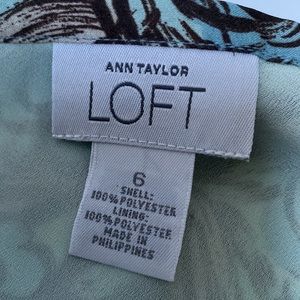 ANN TAYLOR
LOFT
6
SHELL:
100% POLYESTER
LINING:
100% POLYESTER
MADE IN
PHILIPPINES